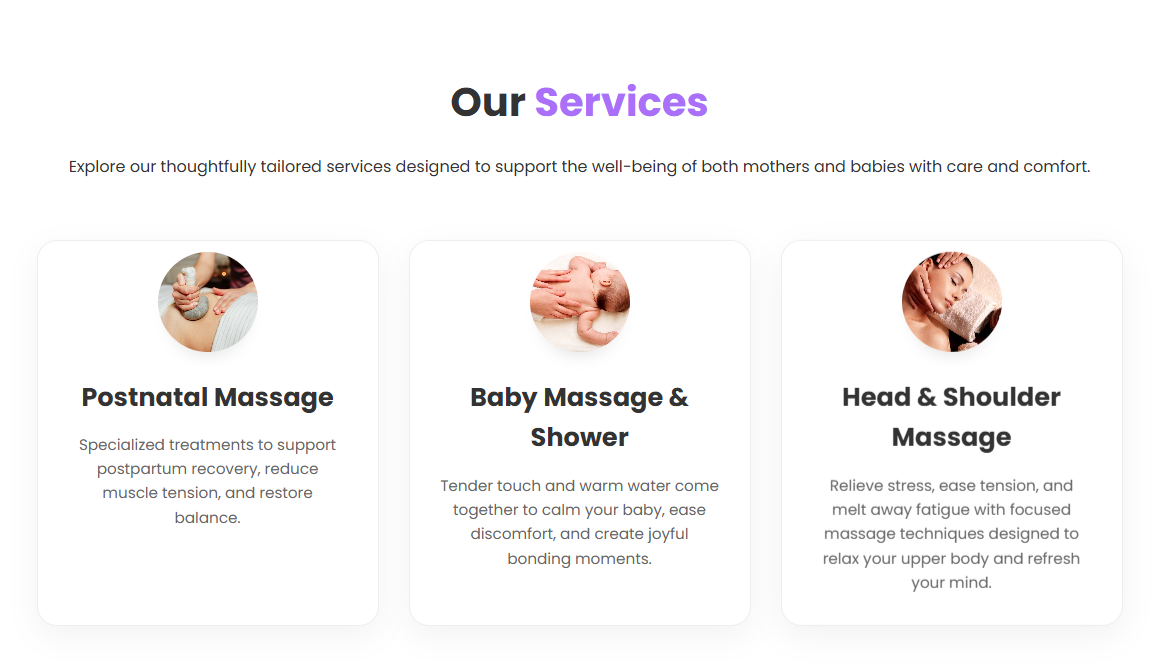 Our Services
Explore our thoughtfully tailored services designed to support the well-being of both mothers and babies with care and comfort.
Postnatal Massage
Specialized treatments to support
postpartum recovery, reduce
muscle tension, and restore
balance.
Baby Massage &
Shower
Tender touch and warm water come
together to calm your baby, ease
discomfort, and create joyful
bonding moments.
Head & Shoulder
Massage
Relieve stress, ease tension, and
melt away fatigue with focused
massage techniques designed to
relax your upper body and refresh
your mind.